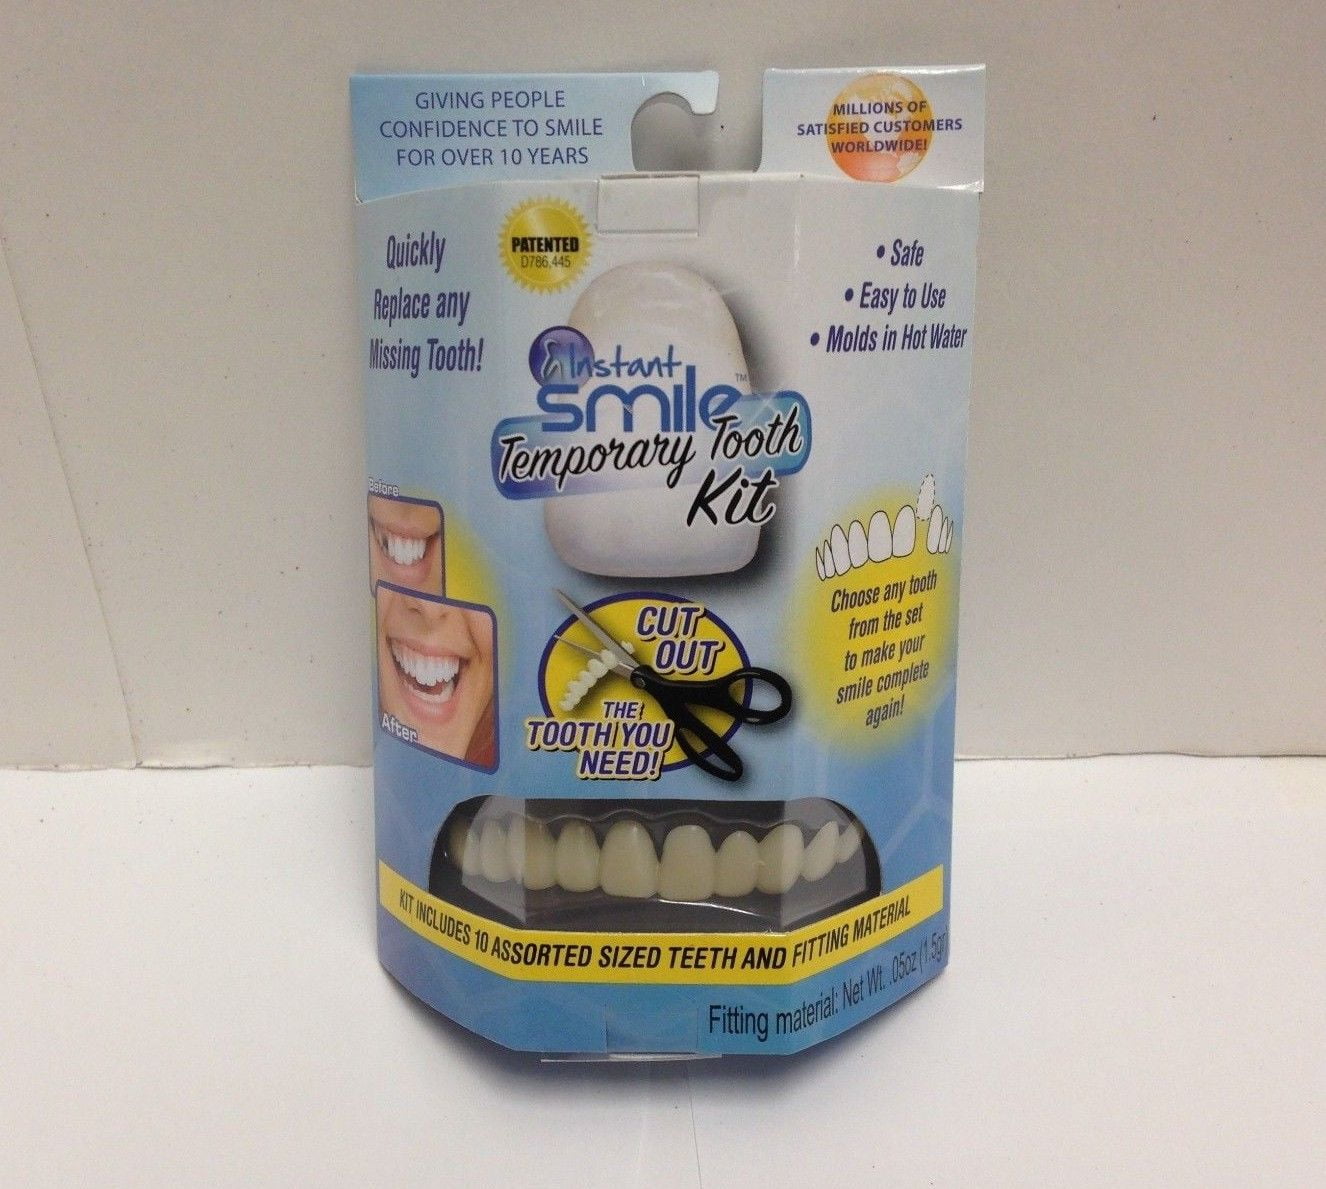 GIVING PEOPLE
CONFIDENCE TO SMILE
FOR OVER 10 YEARS
MILLIONS OF
SATISFIED CUSTOMERS
WORLDWIDE!
Quickly
Replace any
Missing Tooth!
PATENTED
D786,445
• Safe
• Easy to Use
• Molds in Hot Water
Instant
smile™
Temporary Tooth
Kit
Before
After
CUT
OUT
THE
TOOTH YOU
NEED!
Choose any tooth
from the set
to make your
smile complete
again!
KIT INCLUDES 10 ASSORTED SIZED TEETH AND FITTING MATERIAL
Fitting material: Net Wt. .05oz (1.5gr